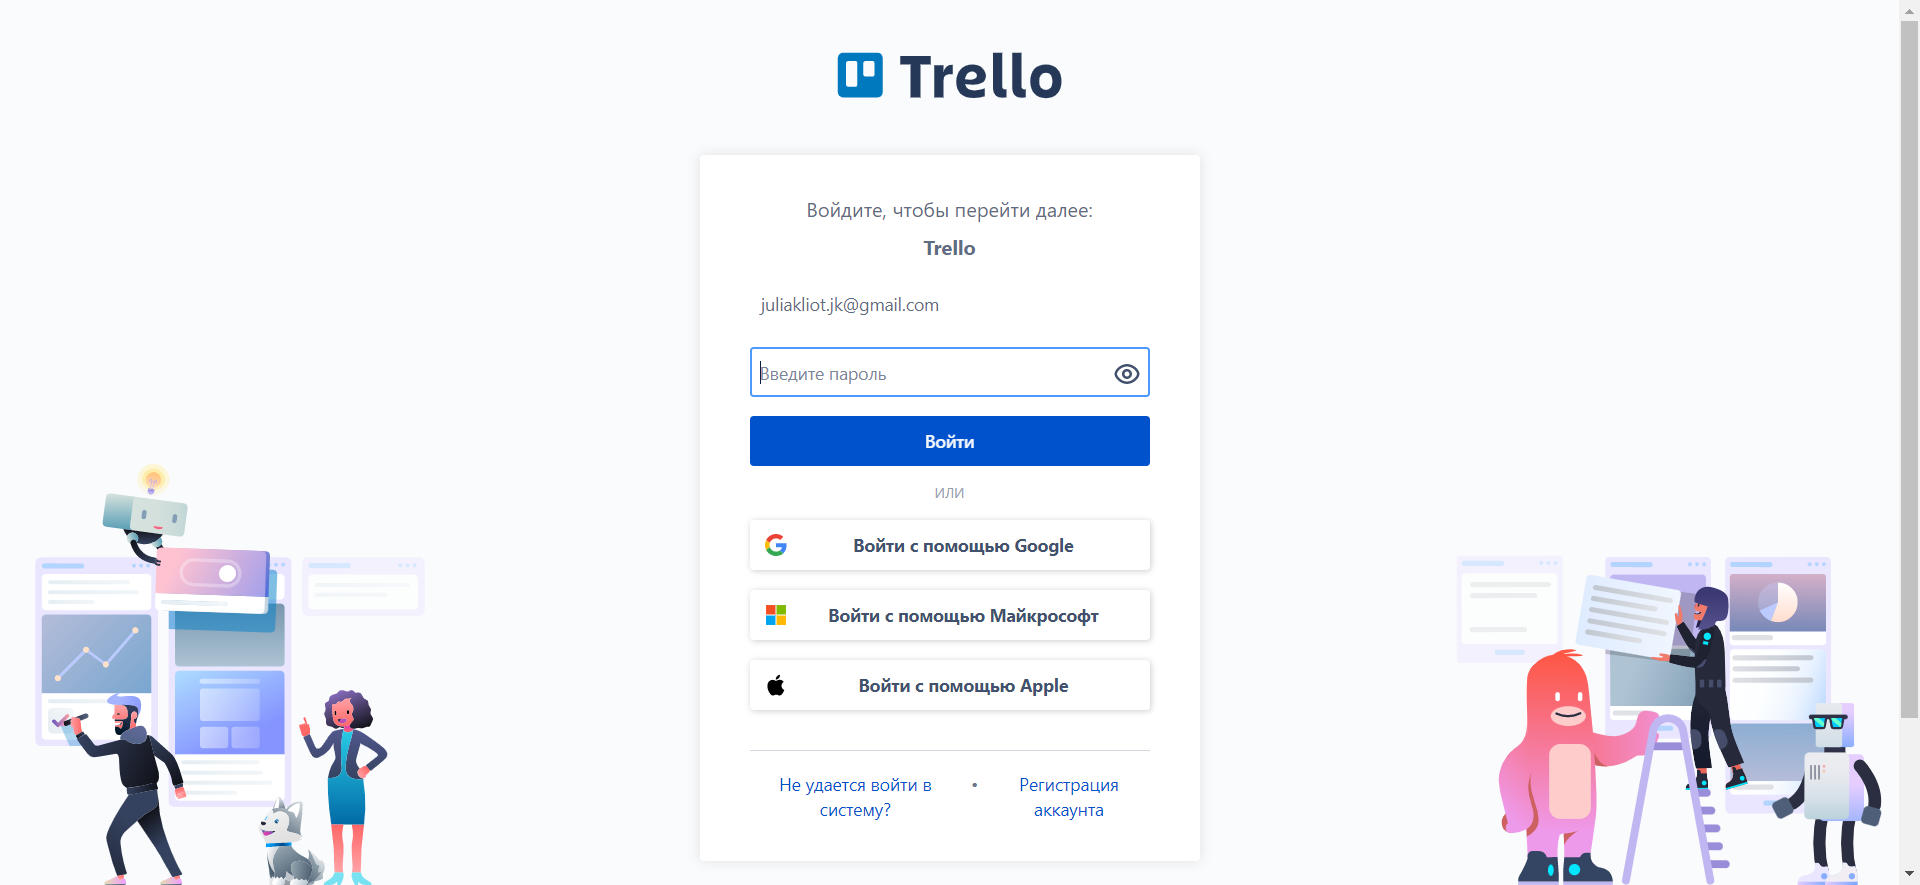 Trello
Войдите, чтобы перейти далее:
Trello
juliakliot.jk@gmail.com
Введите пароль
Войти
ИЛИ
Войти с помощью Google
Войти с помощью Майкрософт
Войти с помощью Apple
Не удается войти в
систему?
•
Регистрация
аккаунта